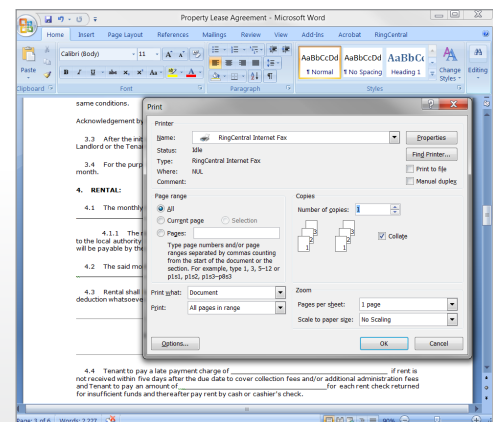 Property Lease Agreement - Microsoft Word
Home Insert Page Layout References Mailings Review View Add-Ins Acrobat RingCentral
Calibri (Body) 11
AaBbCcDd AaBbCcDd AaBbC
¶ Normal ¶ No Spacing Heading 1
Paste Change Styles Editing
Clipboard Font Paragraph Styles
same conditions.
Acknowledgement by
3.3 After the init
Landlord or the Tena
3.4 For the purp
month.
4. RENTAL:
4.1 The monthly
4.1.1 The
to the local authority
will be payable by the
4.2 The said mo
4.3 Rental shall
deduction whatsoeve
Print
Printer
Name: RingCentral Internet Fax
Properties
Status: Idle
Find Printer...
Type: RingCentral Internet Fax
Where: NUL
Print to file
Comment:
Manual duplex
Page range
All
Current page Selection
Pages:
Type page numbers and/or page
ranges separated by commas counting
from the start of the document or the
section. For example, type 1, 3, 5–12 or
p1s1, p1s2, p1s3–p8s3
Copies
Number of copies: 1
Collate
Print what: Document
Print: All pages in range
Zoom
Pages per sheet: 1 page
Scale to paper size: No Scaling
Options... OK Cancel
4.4 Tenant to pay a late payment charge of if rent is
not received within five days after the due date to cover collection fees and/or additional administration fees
and Tenant to pay an amount of for each rent check returned
for insufficient funds and thereafter pay rent by cash or cashier's check.
Page: 1 of 6 Words: 2,227 90%